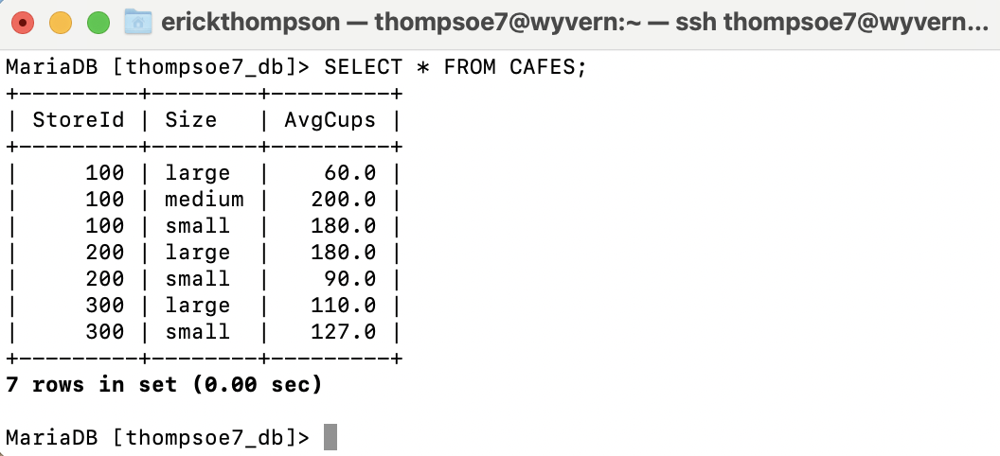 erickthompson — thompsoe7@wyvern:~ — ssh thompsoe7@wyvern...
MariaDB [thompsoe7_db]> SELECT * FROM CAFES;
+---------+--------+---------+
| StoreId | Size   | AvgCups |
+---------+--------+---------+
|     100 | large  |    60.0 |
|     100 | medium |   200.0 |
|     100 | small  |   180.0 |
|     200 | large  |   180.0 |
|     200 | small  |    90.0 |
|     300 | large  |   110.0 |
|     300 | small  |   127.0 |
+---------+--------+---------+
7 rows in set (0.00 sec)
MariaDB [thompsoe7_db]>